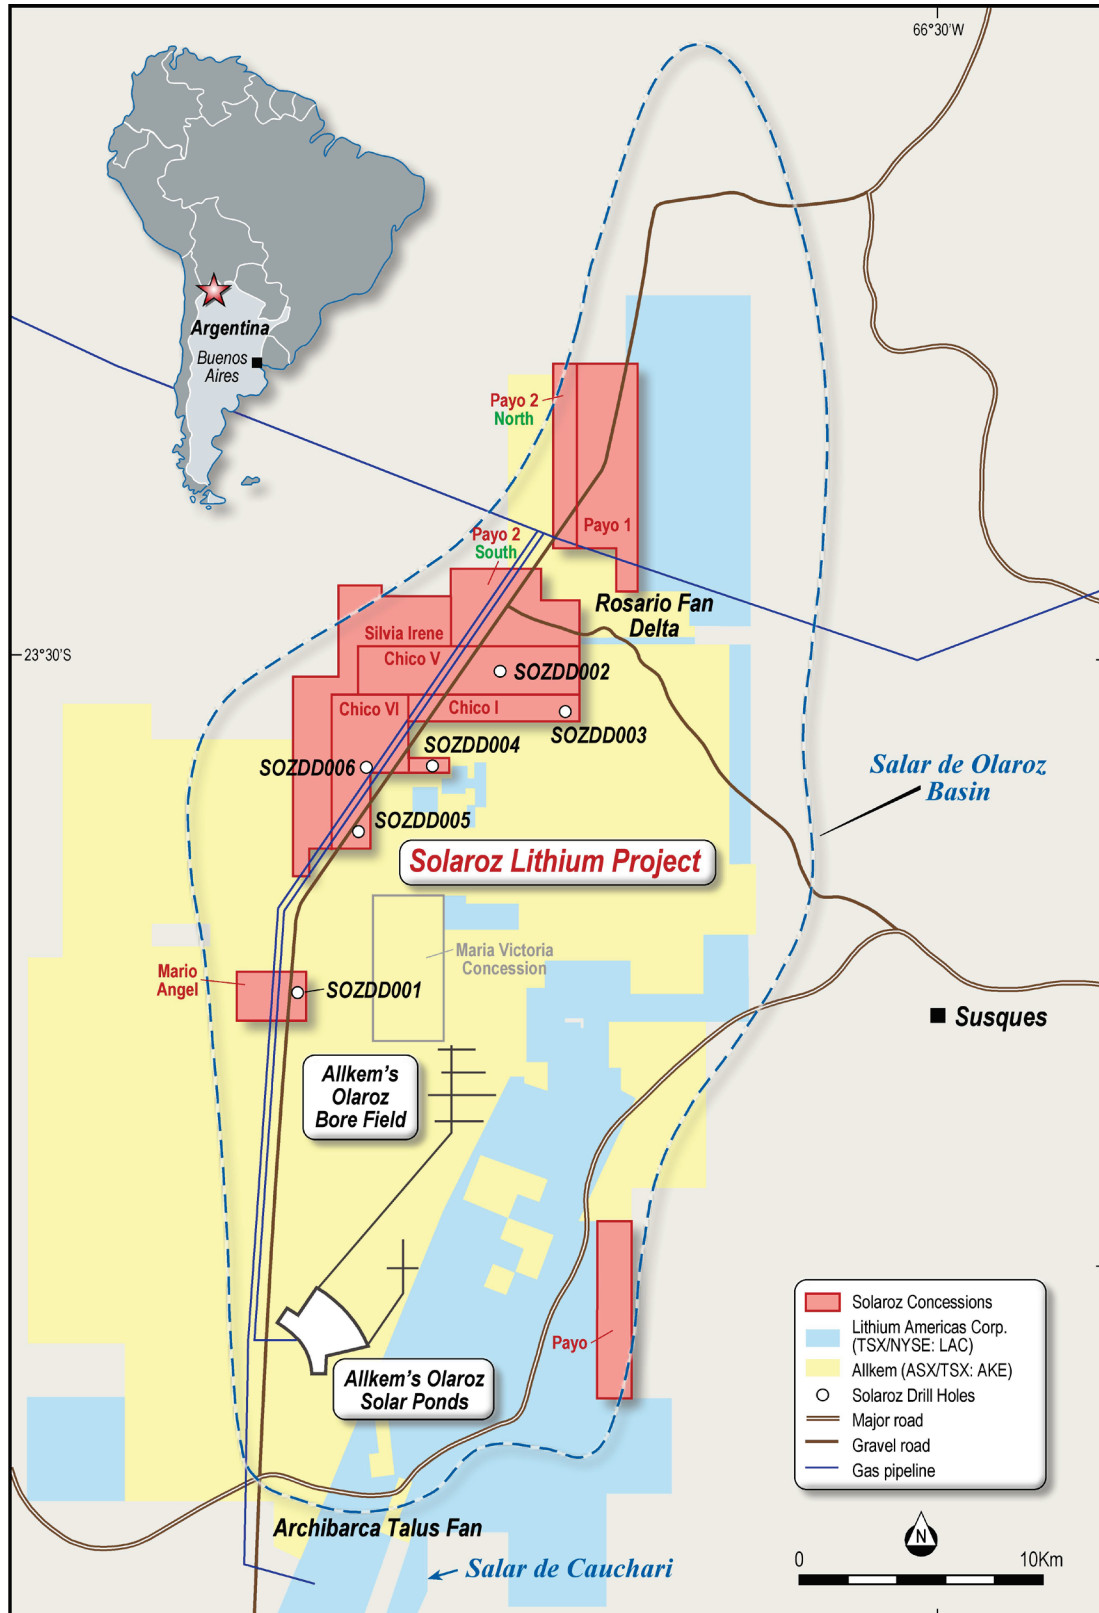 66°30'W
Argentina
Buenos
Aires
Payo 2
North
Payo 1
Payo 2
South
Rosario Fan
Delta
Silvia Irene
23°30'S
Chico V
SOZDD002
Chico VI
Chico I
SOZDD003
SOZDD004
SOZDD006
Salar de Olaroz
Basin
SOZDD005
Solaroz Lithium Project
Maria Victoria
Concession
Mario
Angel
SOZDD001
Susques
Allkem's
Olaroz
Bore Field
Payo
Allkem's Olaroz
Solar Ponds
Solaroz Concessions
Lithium Americas Corp.
(TSX/NYSE: LAC)
Allkem (ASX/TSX: AKE)
Solaroz Drill Holes
Major road
Gravel road
Gas pipeline
Archibarca Talus Fan
Salar de Cauchari
N
0 10Km